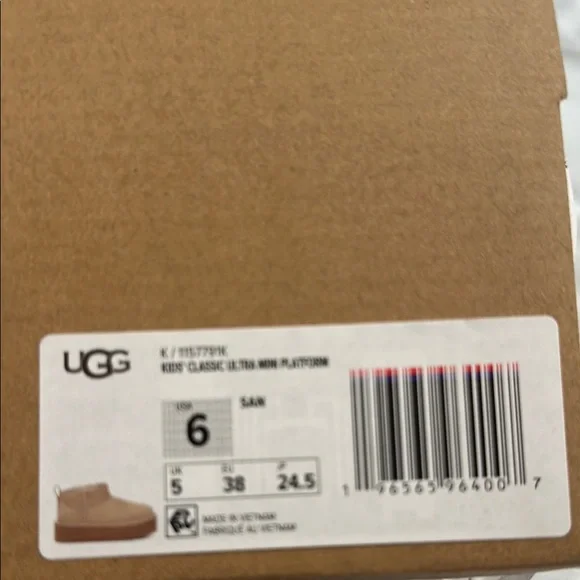 UGG
K / 1157791K
KIDS' CLASSIC ULTRA MINI PLATFORM
USA
6
SAN
UK EU JP
5 38 24.5
1 96565 96400 7
MADE IN VIETNAM
FABRIQUÉ AU VIETNAM